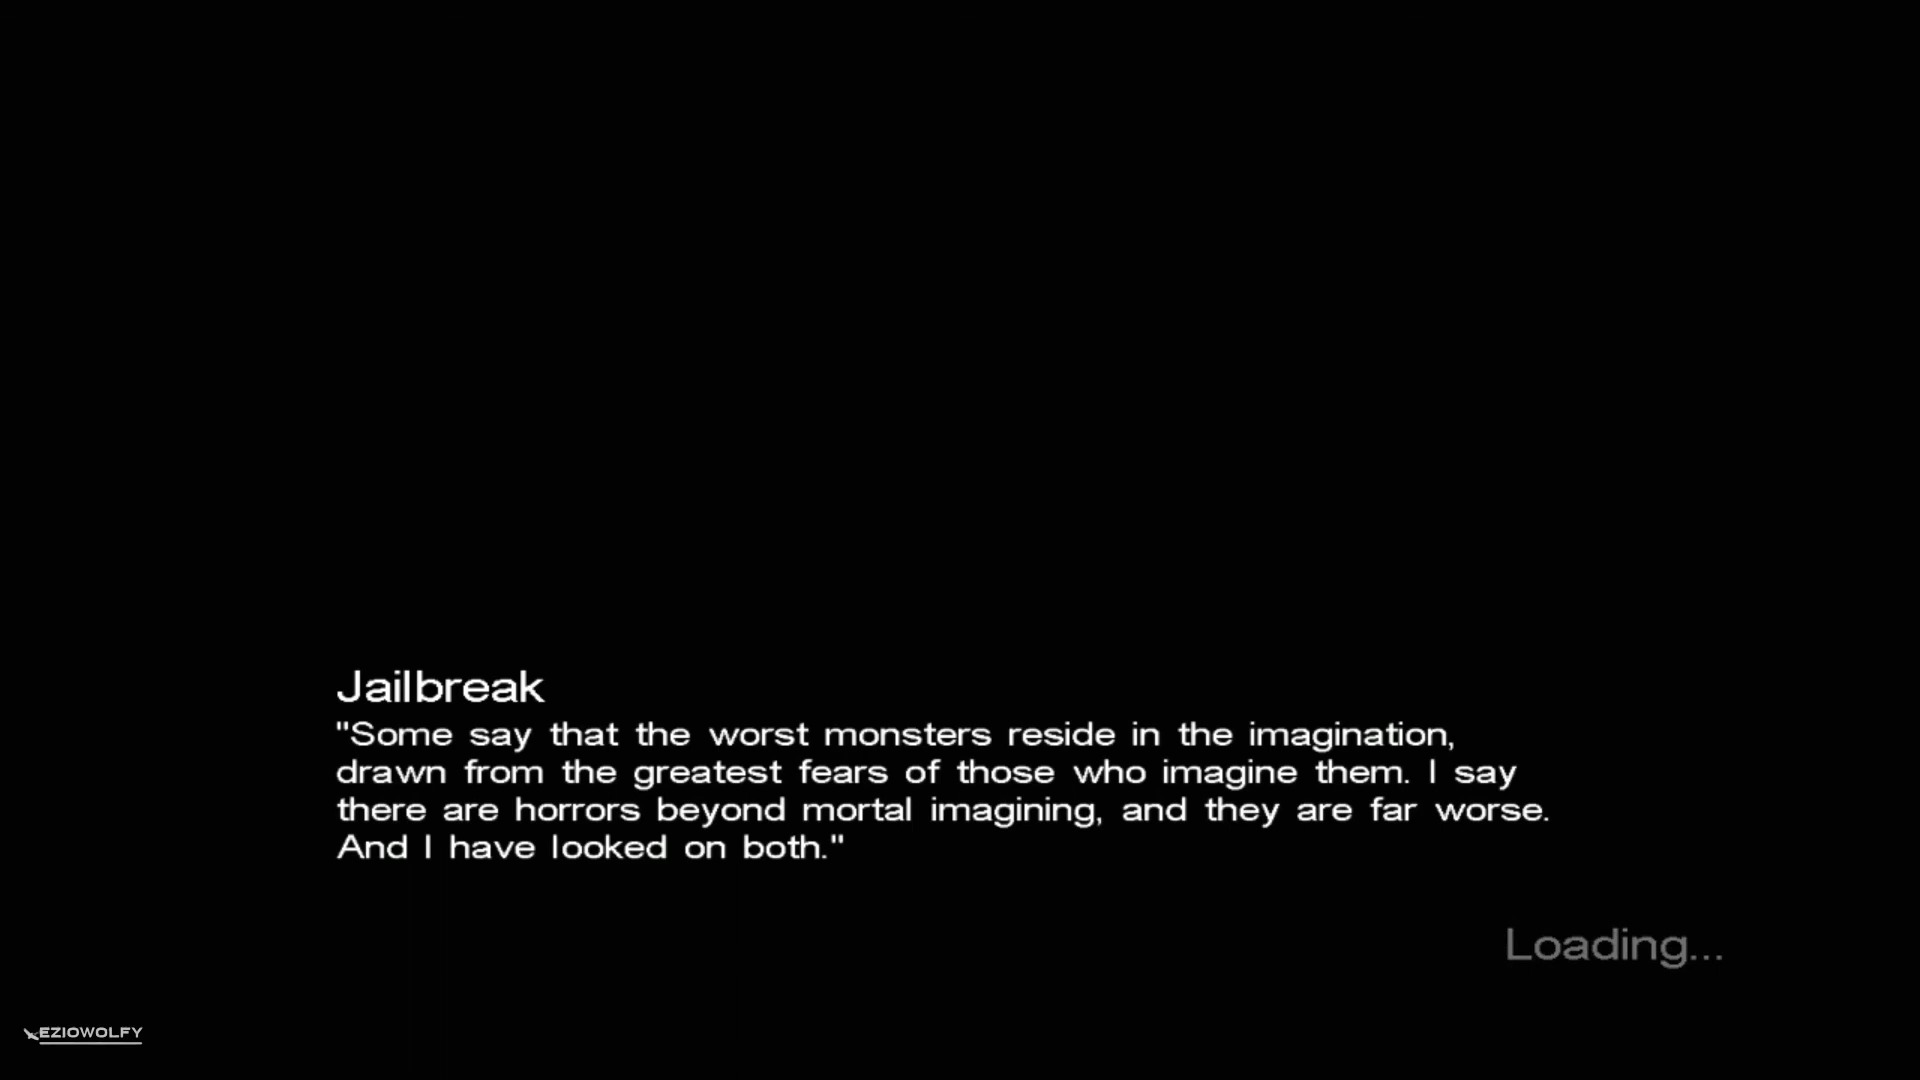 Jailbreak
"Some say that the worst monsters reside in the imagination,
drawn from the greatest fears of those who imagine them. I say
there are horrors beyond mortal imagining, and they are far worse.
And I have looked on both."
Loading...
EZIOWOLFY